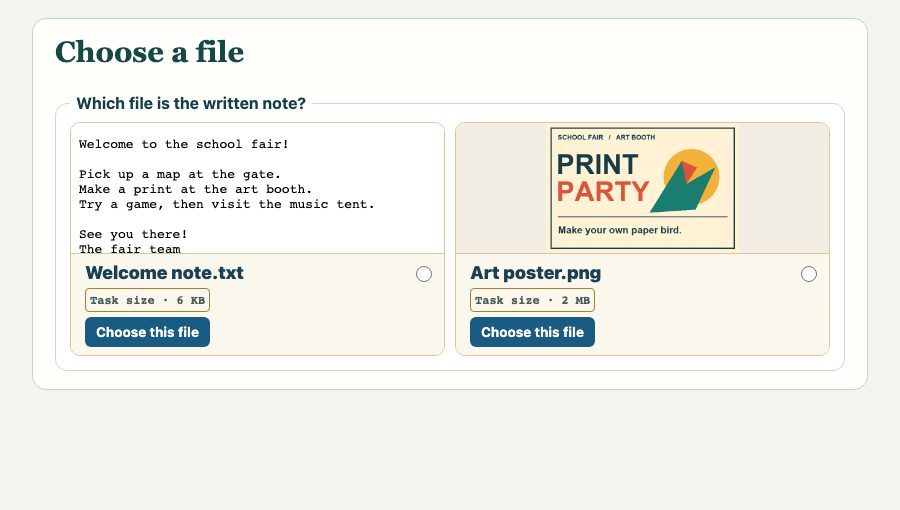 Choose a file
Which file is the written note?
Welcome to the school fair!
Pick up a map at the gate.
Make a print at the art booth.
Try a game, then visit the music tent.
See you there!
The fair team
Welcome note.txt
Task size · 6 KB
Choose this file
SCHOOL FAIR / ART BOOTH
PRINT
PARTY
Make your own paper bird.
Art poster.png
Task size · 2 MB
Choose this file